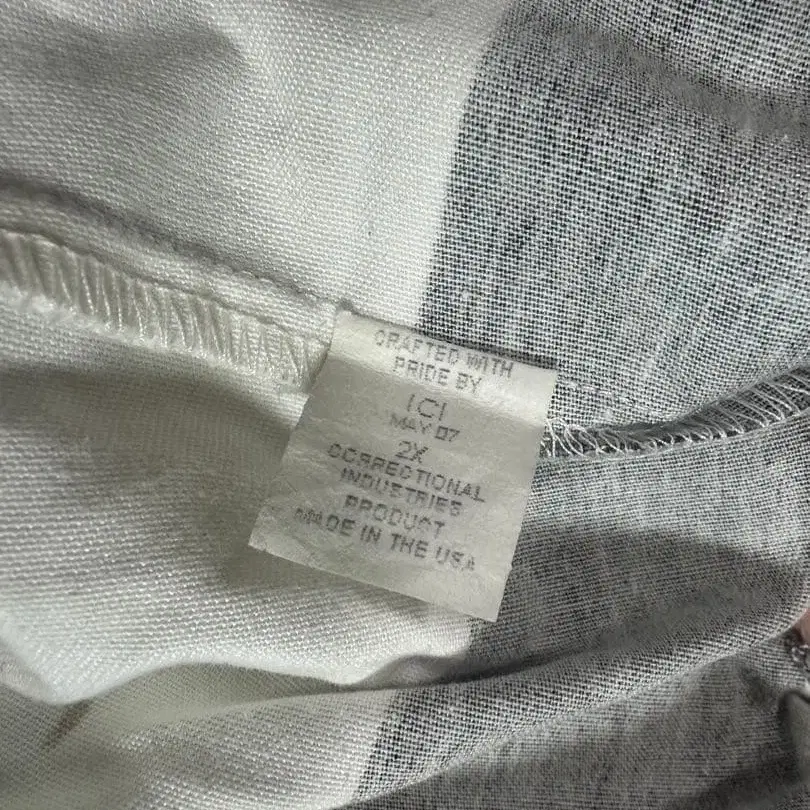 CRAFTED WITH
PRIDE BY
ICI
MAY 07
2X
CORRECTIONAL
INDUSTRIES
PRODUCT
MADE IN THE USA